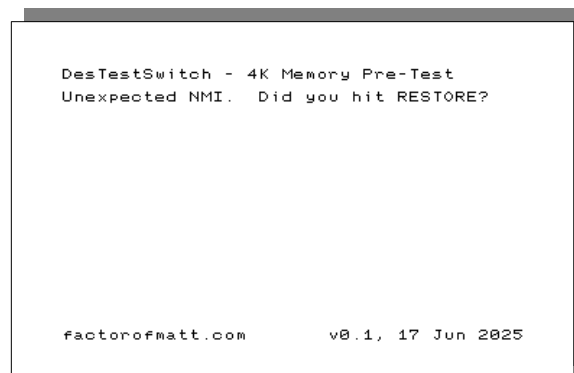 DesTestSwitch - 4K Memory Pre-Test
Unexpected NMI.  Did you hit RESTORE?
factorofmatt.com       v0.1, 17 Jun 2025